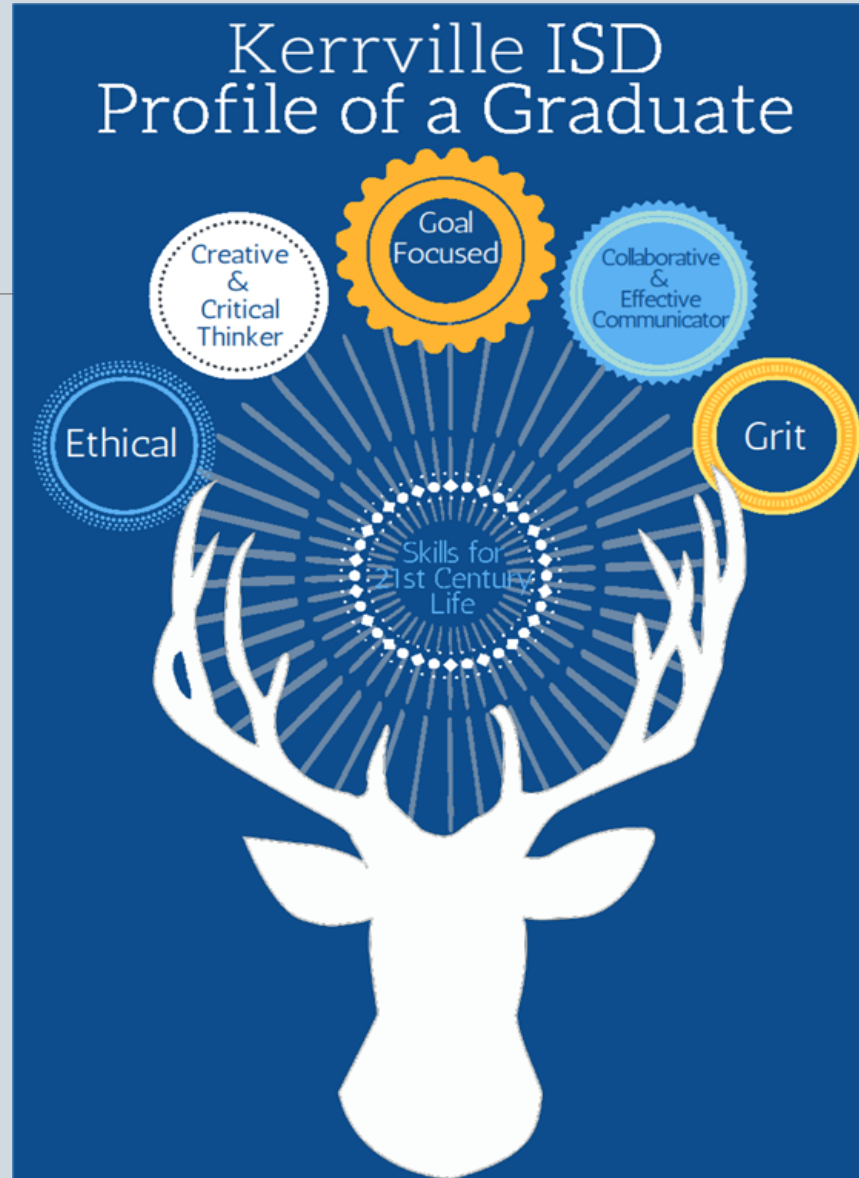 Kerrville ISD
Profile of a Graduate
Goal
Focused
Creative
&
Critical
Thinker
Collaborative
&
Effective
Communicator
Ethical
Grit
Skills for
21st Century
Life